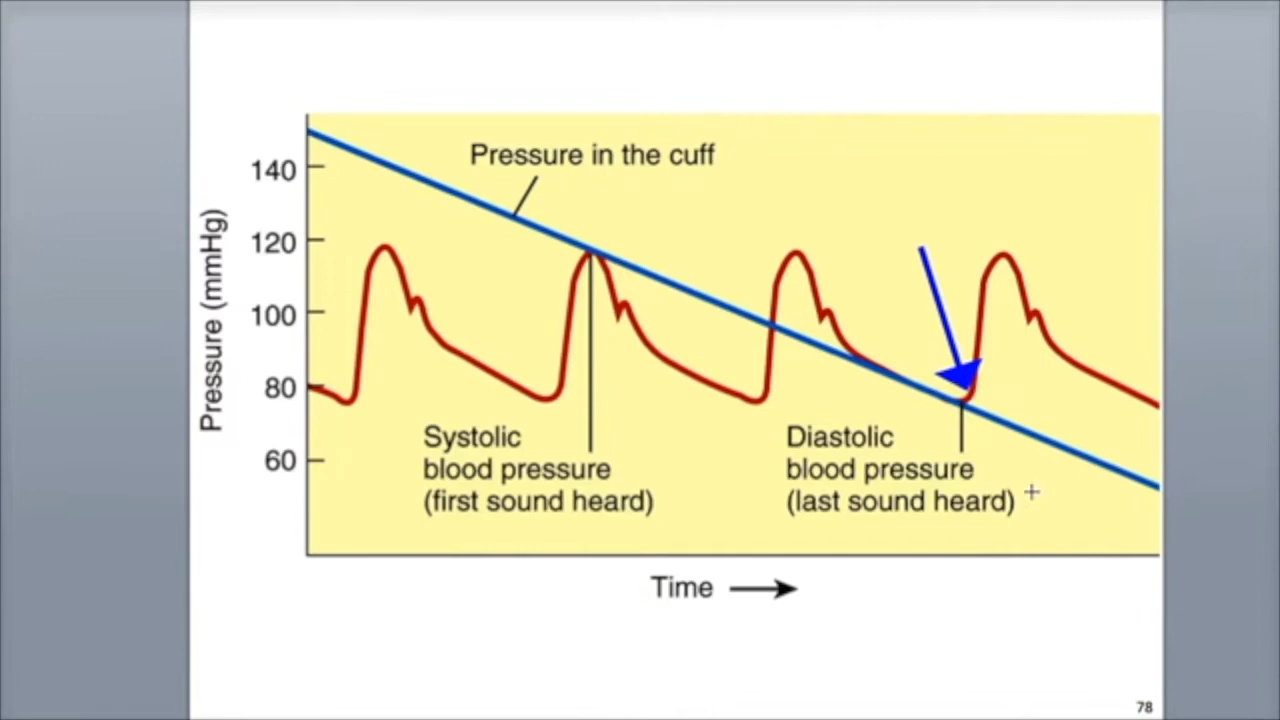 Pressure in the cuff
140
120
100
80
60
Pressure (mmHg)
Systolic
blood pressure
(first sound heard)
Diastolic
blood pressure
(last sound heard)
Time
78